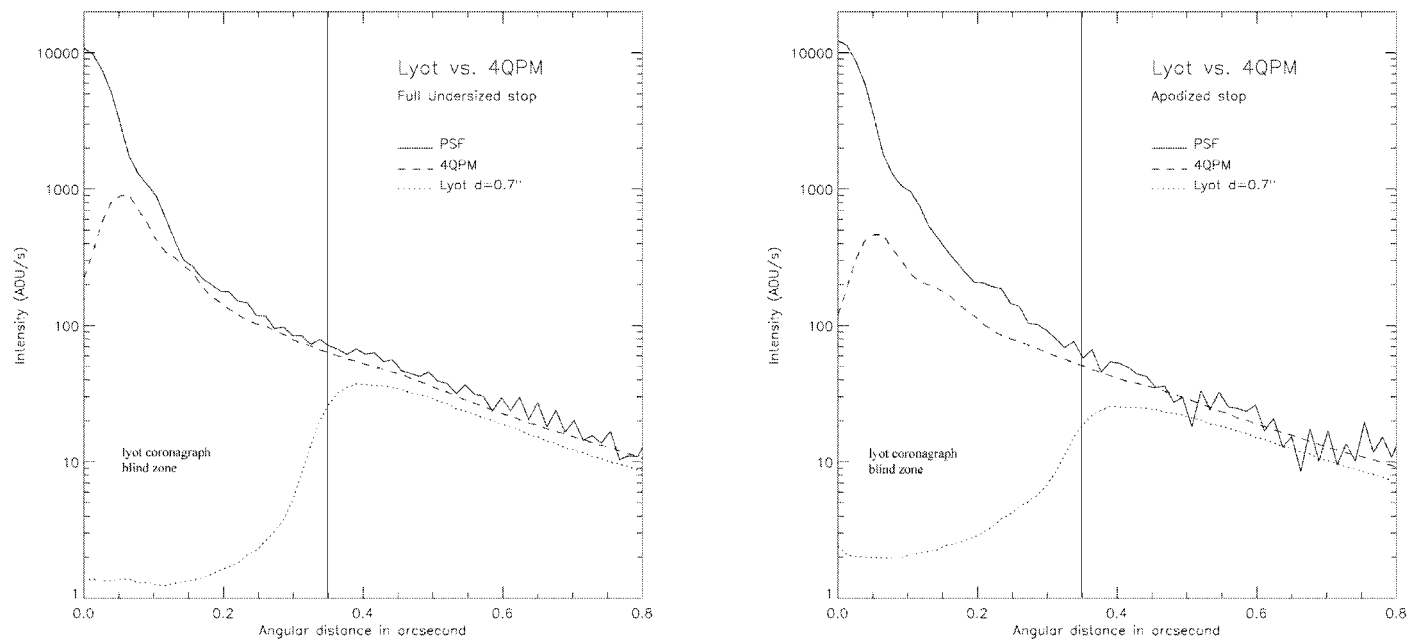 10000
1000
100
10
1
Intensity (ADU/s)
Lyot vs. 4QPM
Full Undersized stop
PSF
4QPM
Lyot d=0.7"
lyot coronagraph
blind zone
0.0 0.2 0.4 0.6 0.8
Angular distance in arcsecond
10000
1000
100
10
1
Intensity (ADU/s)
Lyot vs. 4QPM
Apodized stop
PSF
4QPM
Lyot d=0.7"
lyot coronagraph
blind zone
0.0 0.2 0.4 0.6 0.8
Angular distance in arcsecond